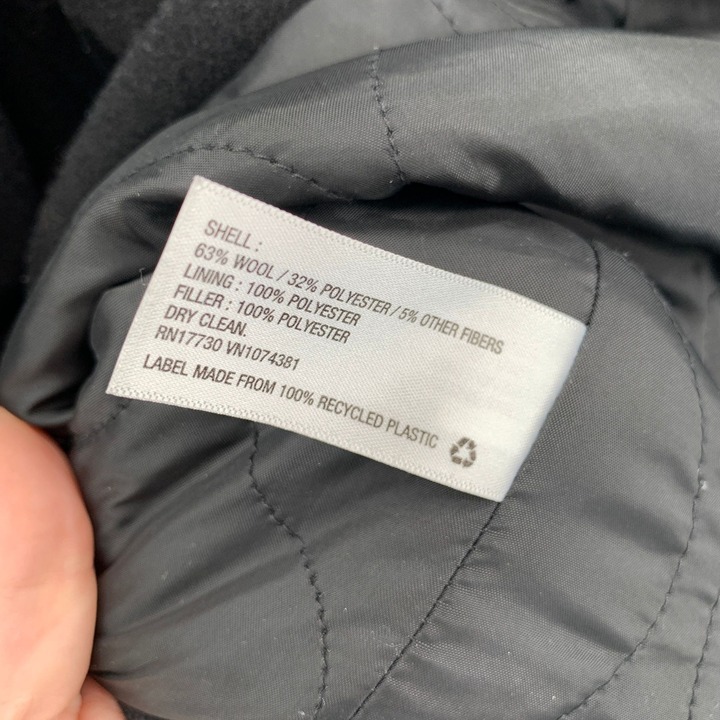 SHELL :
63% WOOL / 32% POLYESTER / 5% OTHER FIBERS
LINING : 100% POLYESTER
FILLER : 100% POLYESTER
DRY CLEAN.
RN17730 VN1074381
LABEL MADE FROM 100% RECYCLED PLASTIC